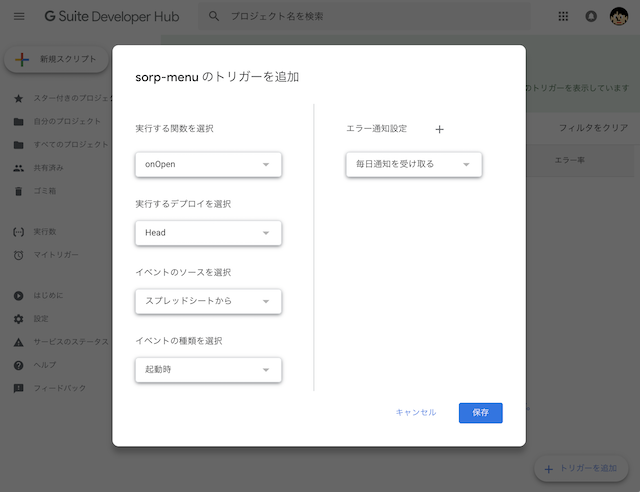 G Suite Developer Hub
プロジェクト名を検索
新規スクリプト
スター付きのプロジェク
自分のプロジェクト
すべてのプロジェクト
共有済み
ゴミ箱
実行数
マイトリガー
はじめに
設定
サービスのステータス
ヘルプ
フィードバック
のトリガーを表示しています
フィルタをクリア
エラー率
sorp-menu のトリガーを追加
実行する関数を選択
onOpen
実行するデプロイを選択
Head
イベントのソースを選択
スプレッドシートから
イベントの種類を選択
起動時
エラー通知設定
毎日通知を受け取る
キャンセル
保存
トリガーを追加